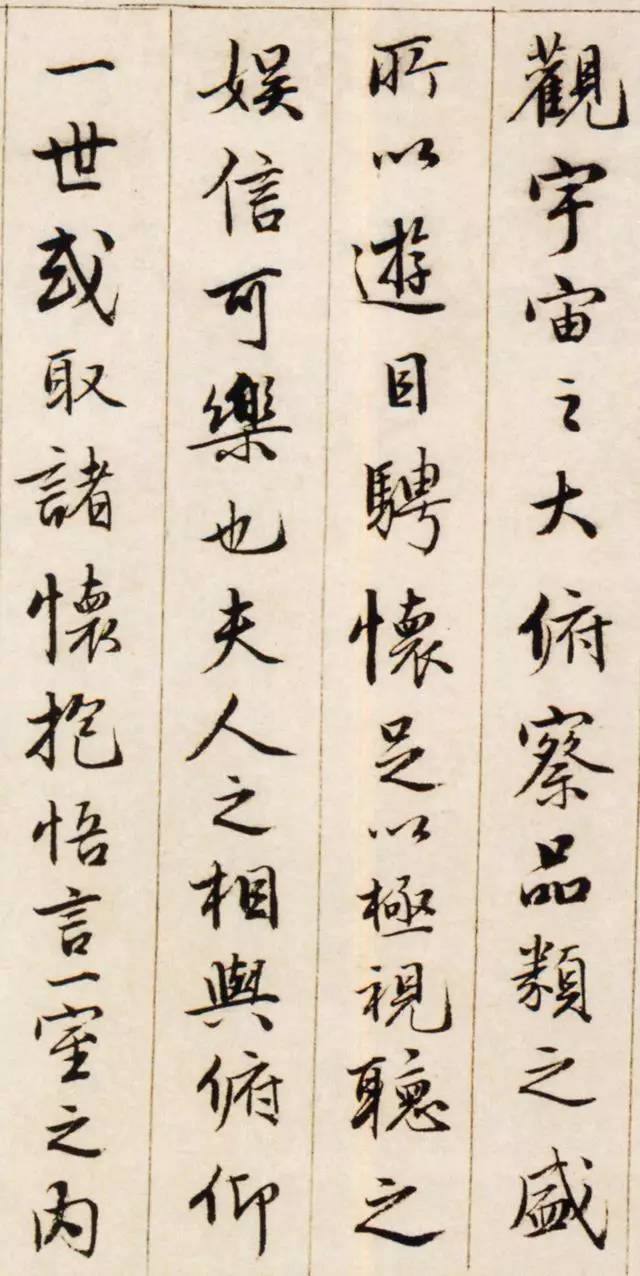 觀宇宙之大俯察品類之盛
所以遊目騁懷足以極視聽之
娛信可樂也夫人之相與俯仰
一世或取諸懷抱悟言一室之內